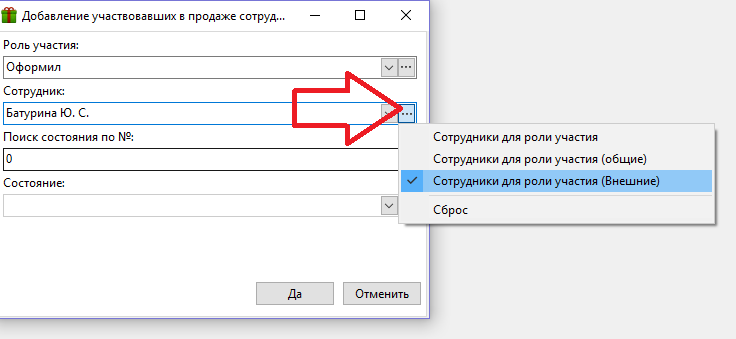 Добавление участвовавших в продаже сотруд...
Роль участия:
Оформил
Сотрудник:
Батурина Ю. С.
Поиск состояния по №:
0
Состояние:
Сотрудники для роли участия
Сотрудники для роли участия (общие)
Сотрудники для роли участия (Внешние)
Сброс
Да
Отменить